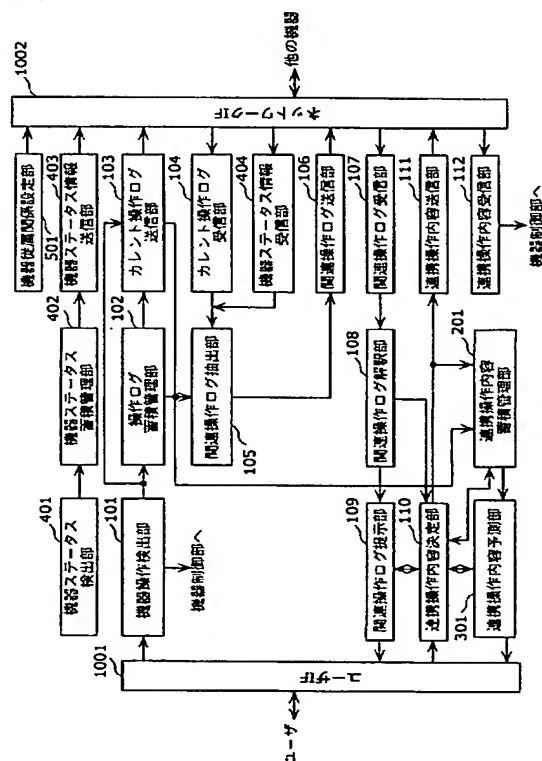 1002
ネットワークIF
他の機器
機器従属関係設定部
501
403
機器ステータス情報
送信部
103
カレント操作ログ
送信部
104
カレント操作ログ
受信部
404
機器ステータス情報
受信部
106
関連操作ログ送信部
107
関連操作ログ受信部
111
連携操作内容送信部
112
連携操作内容受信部
機器制御部へ
402
機器ステータス
蓄積管理部
102
操作ログ
蓄積管理部
関連操作ログ抽出部
105
108
関連操作ログ解釈部
201
連携操作内容
蓄積管理部
401
機器ステータス
検出部
101
機器操作検出部
機器制御部へ
109
関連操作ログ提示部
110
連携操作内容決定部
連携操作内容予測部
301
1001
ユーザIF
ユーザ